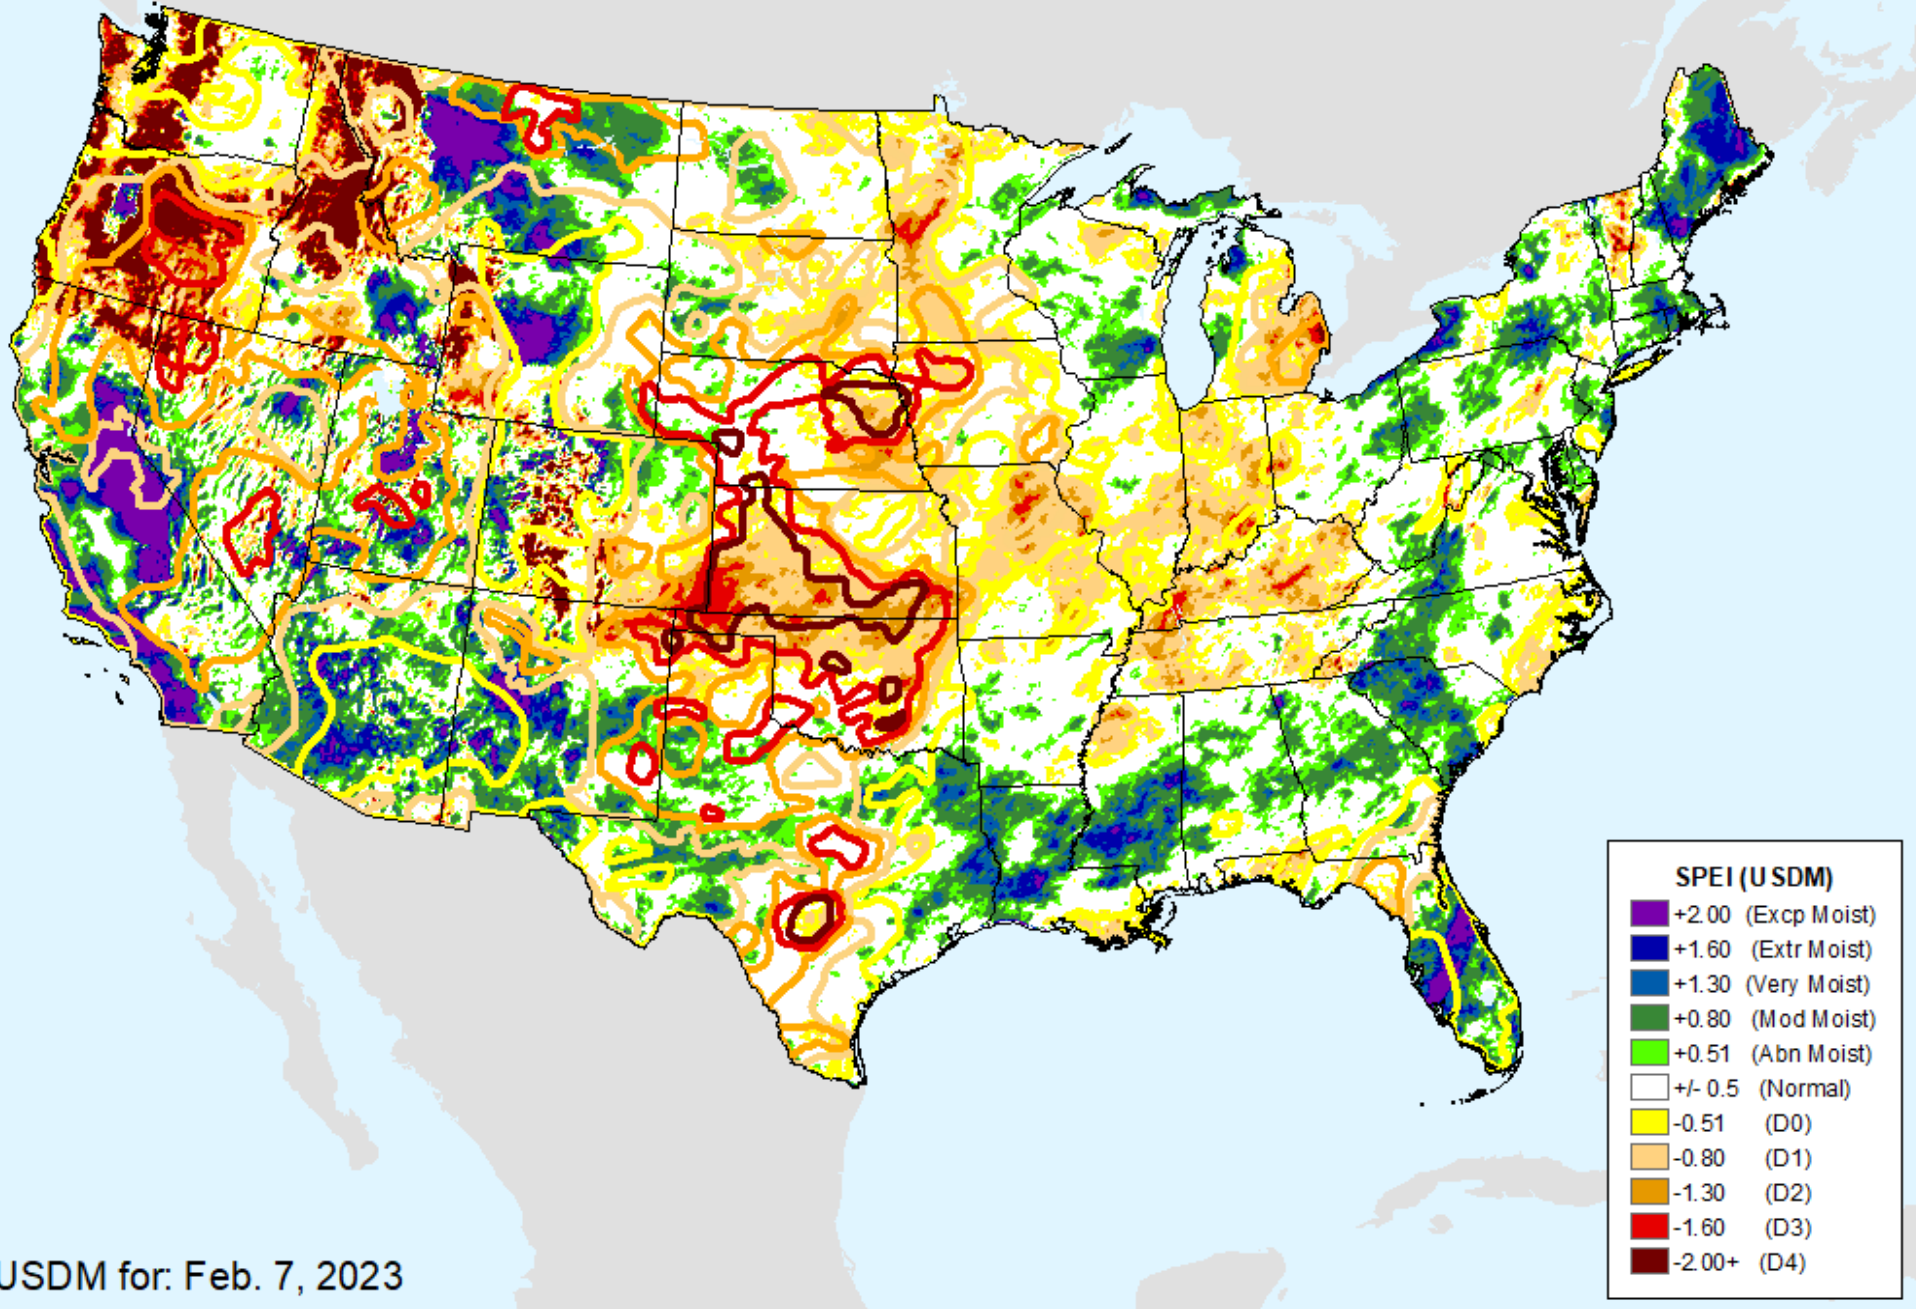 SPEI (USDM)
+2.00 (Excp Moist)
+1.60 (Extr Moist)
+1.30 (Very Moist)
+0.80 (Mod Moist)
+0.51 (Abn Moist)
+/- 0.5 (Normal)
-0.51 (D0)
-0.80 (D1)
-1.30 (D2)
-1.60 (D3)
-2.00+ (D4)
USDM for: Feb. 7, 2023